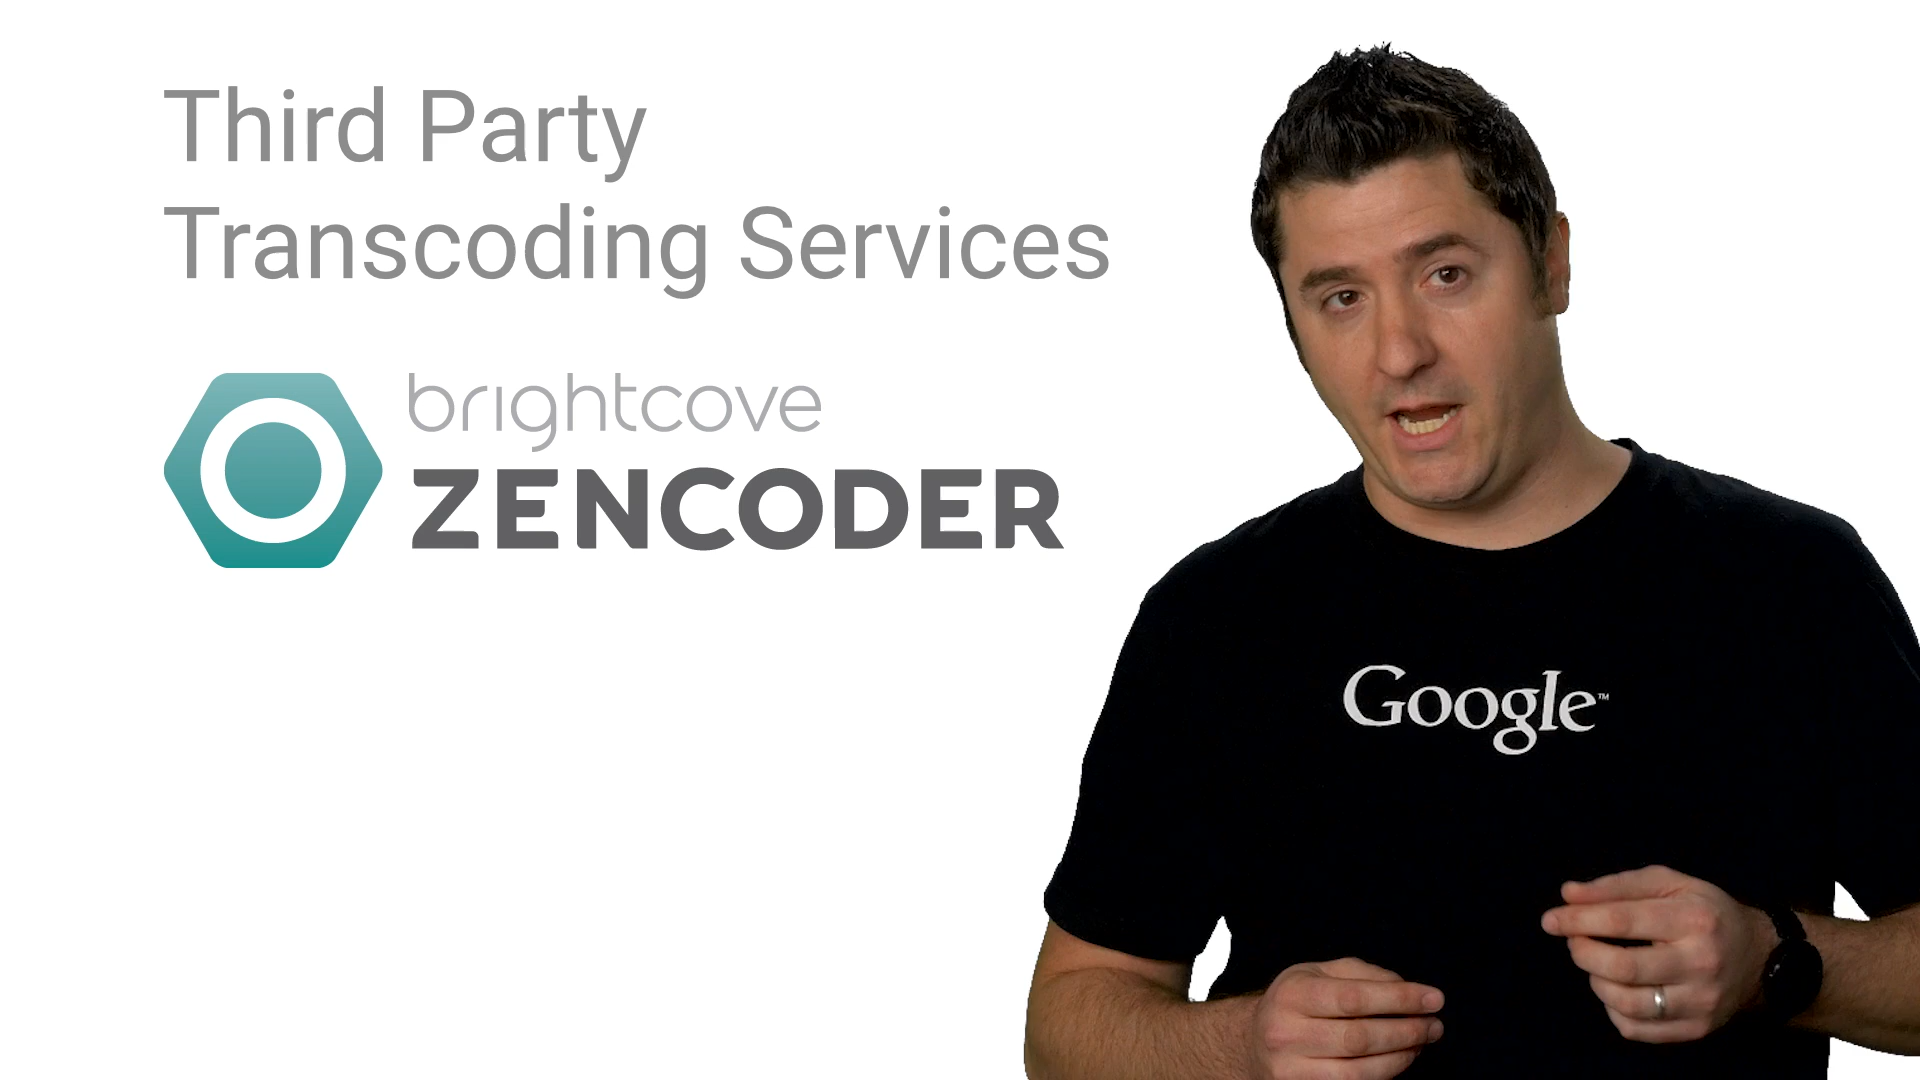 Third Party
Transcoding Services
brightcove
ZENCODER
Google™